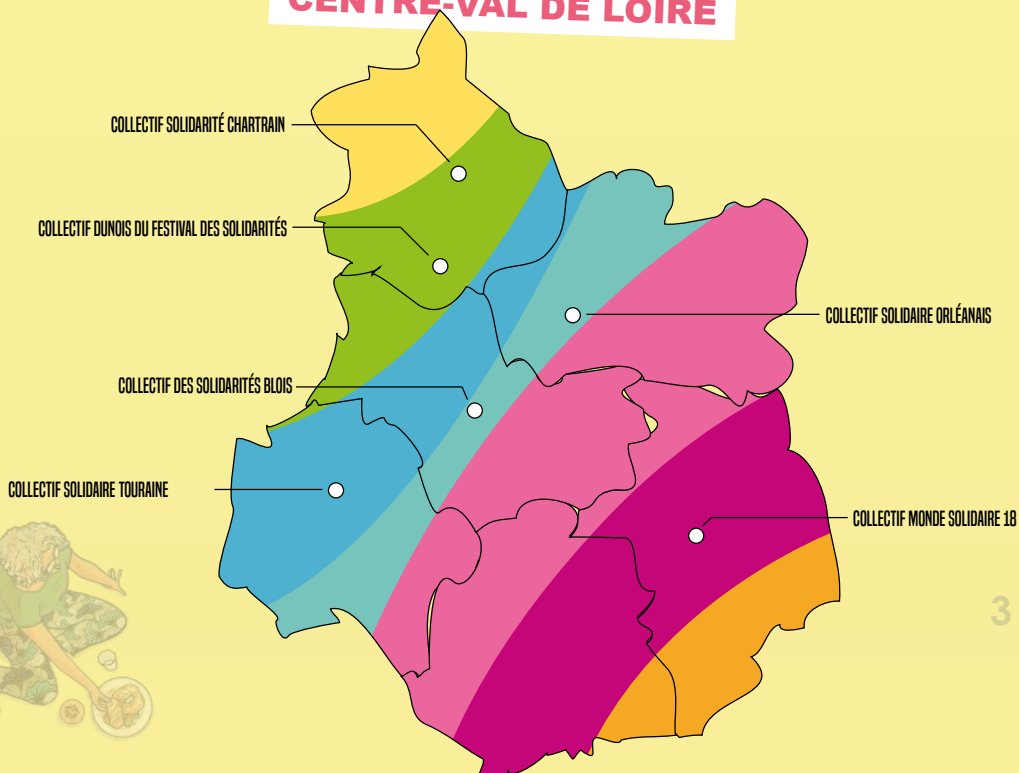 CENTRE-VAL DE LOIRE
COLLECTIF SOLIDARITÉ CHARTRAIN
COLLECTIF DUNOIS DU FESTIVAL DES SOLIDARITÉS
COLLECTIF SOLIDAIRE ORLÉANAIS
COLLECTIF DES SOLIDARITÉS BLOIS
COLLECTIF SOLIDAIRE TOURAINE
COLLECTIF MONDE SOLIDAIRE 18
3